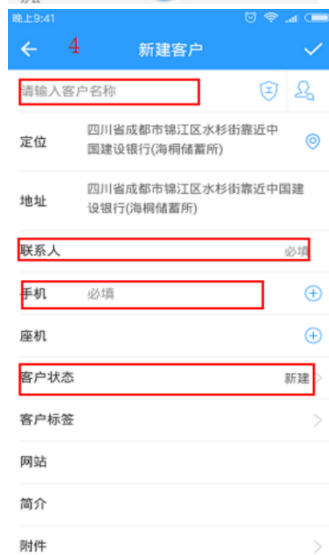 晚上9:41
4 新建客户
请输入客户名称
定位 四川省成都市锦江区水杉街靠近中
国建设银行(海桐储蓄所)
地址 四川省成都市锦江区水杉街靠近中国建
设银行(海桐储蓄所)
联系人 必填
手机 必填
座机
客户状态 新建
客户标签
网站
简介
附件